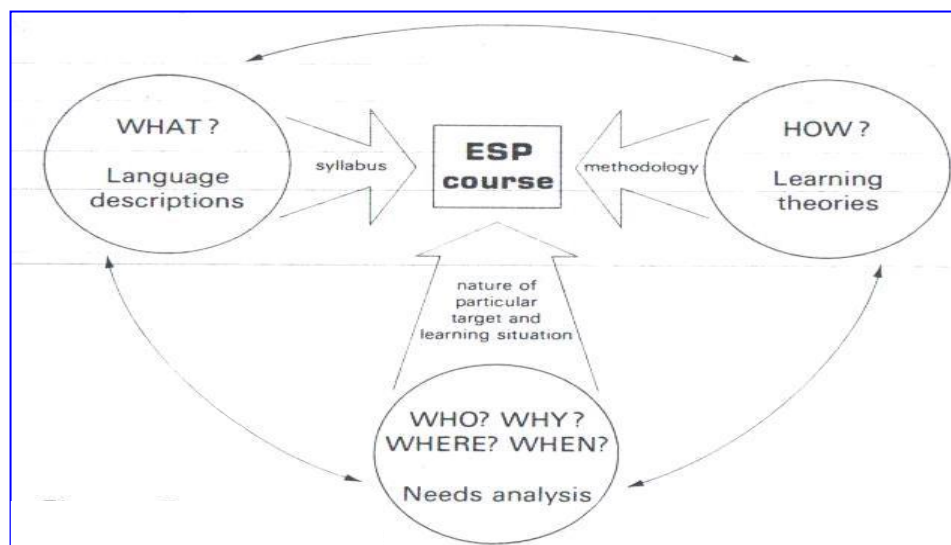 WHAT?
Language
descriptions
syllabus
ESP
course
methodology
HOW?
Learning
theories
nature of
particular
target and
learning situation
WHO? WHY?
WHERE? WHEN?
Needs analysis